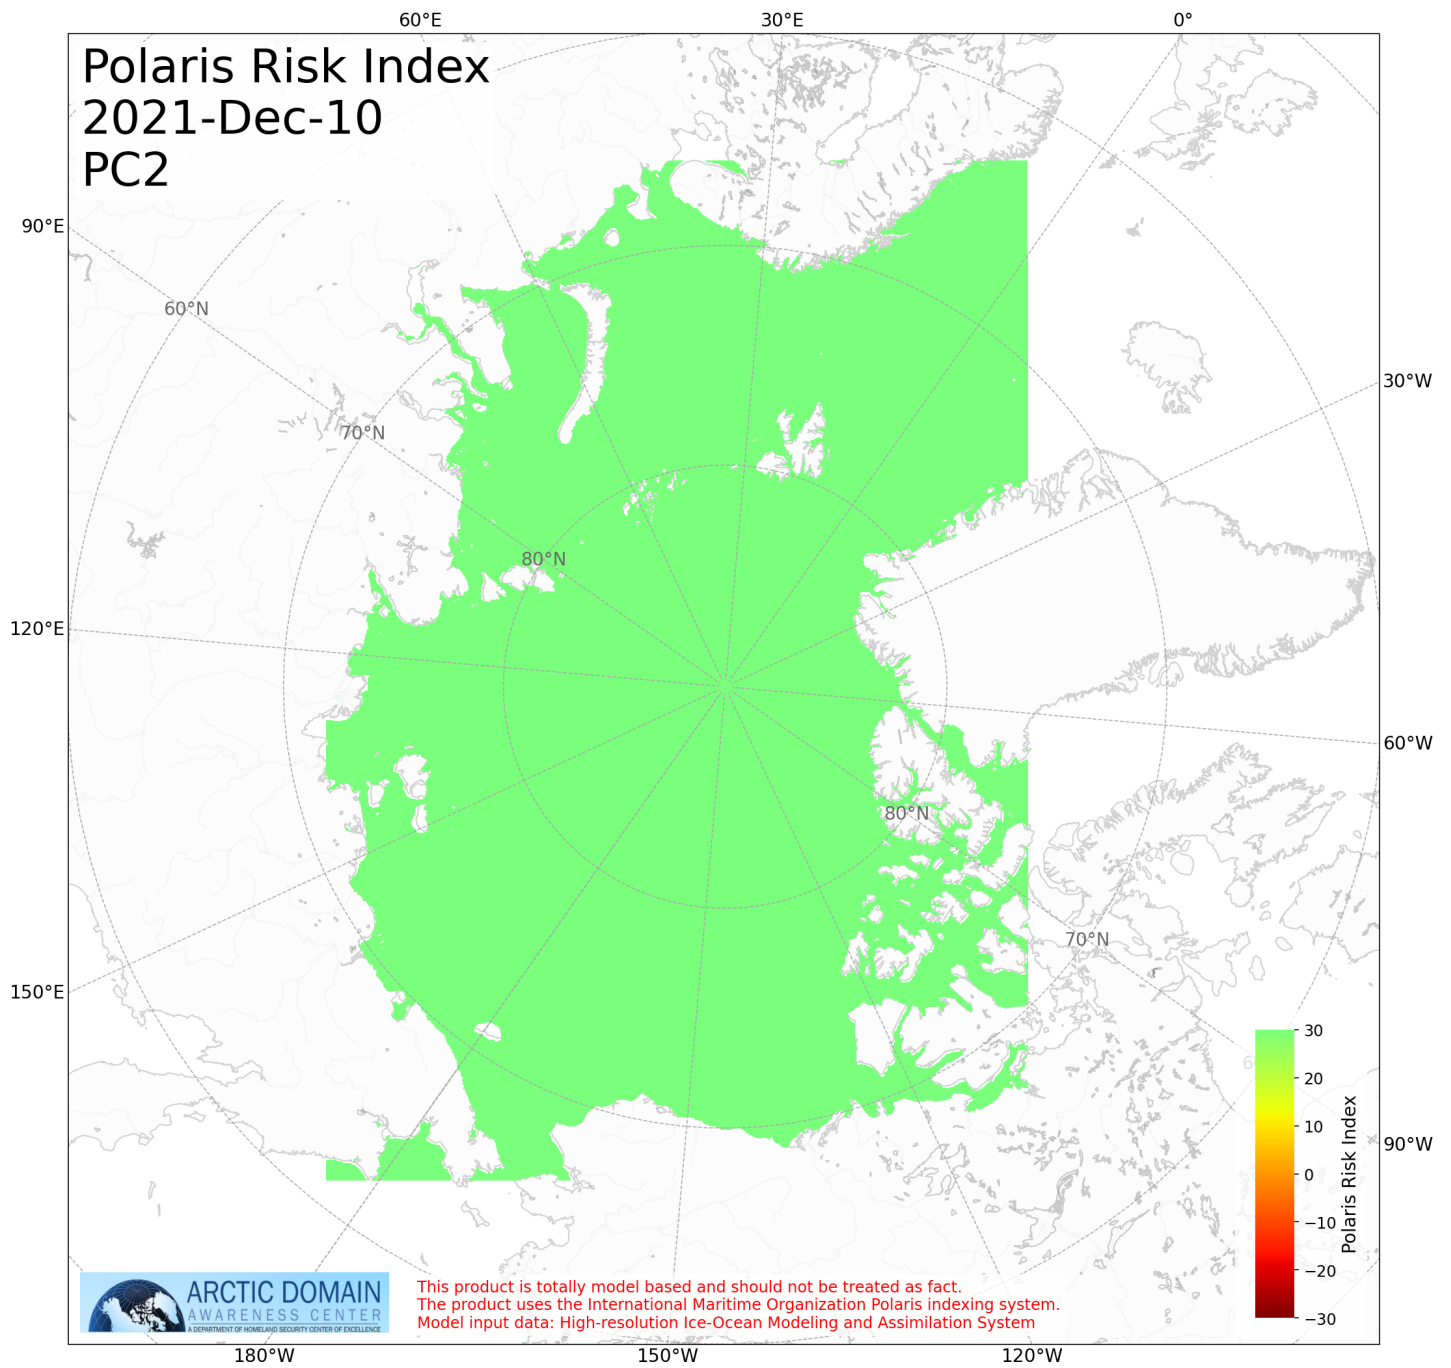 60°E
30°E
0°
Polaris Risk Index
2021-Dec-10
PC2
90°E
60°N
30°W
70°N
80°N
120°E
60°W
80°N
70°N
150°E
30
20
10
0
−10
−20
−30
Polaris Risk Index
90°W
ARCTIC DOMAIN
AWARENESS CENTER
A DEPARTMENT OF HOMELAND SECURITY CENTER OF EXCELLENCE
This product is totally model based and should not be treated as fact.
The product uses the International Maritime Organization Polaris indexing system.
Model input data: High-resolution Ice-Ocean Modeling and Assimilation System
180°W
150°W
120°W